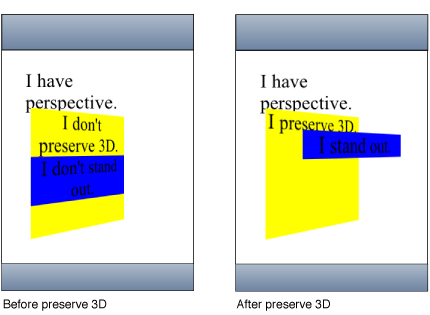 I have
perspective.
I don't
preserve 3D.
I don't stand
out.
Before preserve 3D
I have
perspective.
I preserve 3D.
I stand out.
After preserve 3D